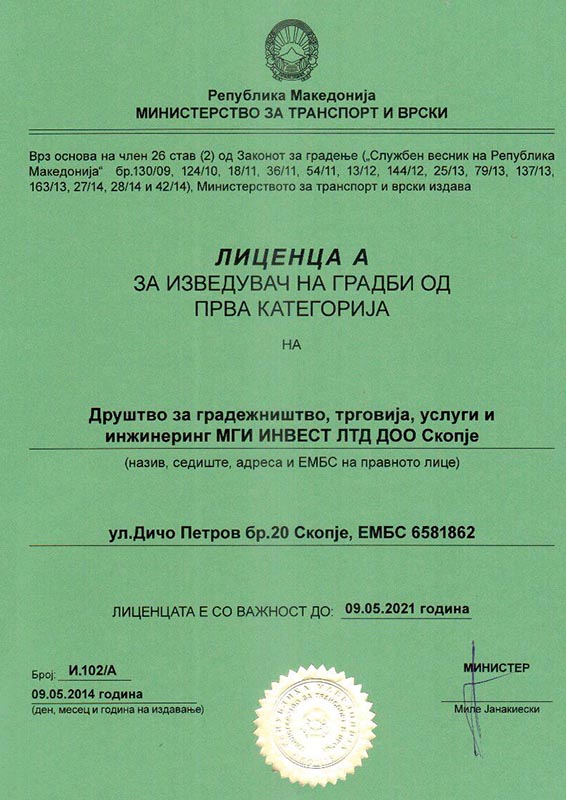 Република Македонија
МИНИСТЕРСТВО ЗА ТРАНСПОРТ И ВРСКИ
Врз основа на член 26 став (2) од Законот за градење („Службен весник на Република
Македонија“ бр.130/09, 124/10, 18/11, 36/11, 54/11, 13/12, 144/12, 25/13, 79/13, 137/13,
163/13, 27/14, 28/14 и 42/14), Министерството за транспорт и врски издава
ЛИЦЕНЦА А
ЗА ИЗВЕДУВАЧ НА ГРАДБИ ОД
ПРВА КАТЕГОРИЈА
НА
Друштво за градежништво, трговија, услуги и
инжинеринг МГИ ИНВЕСТ ЛТД ДОО Скопје
(назив, седиште, адреса и ЕМБС на правното лице)
ул.Дичо Петров бр.20 Скопје, ЕМБС 6581862
ЛИЦЕНЦАТА Е СО ВАЖНОСТ ДО: 09.05.2021 година
Број: И.102/А
09.05.2014 година
(ден, месец и година на издавање)
МИНИСТЕР
Миле Јанакиески